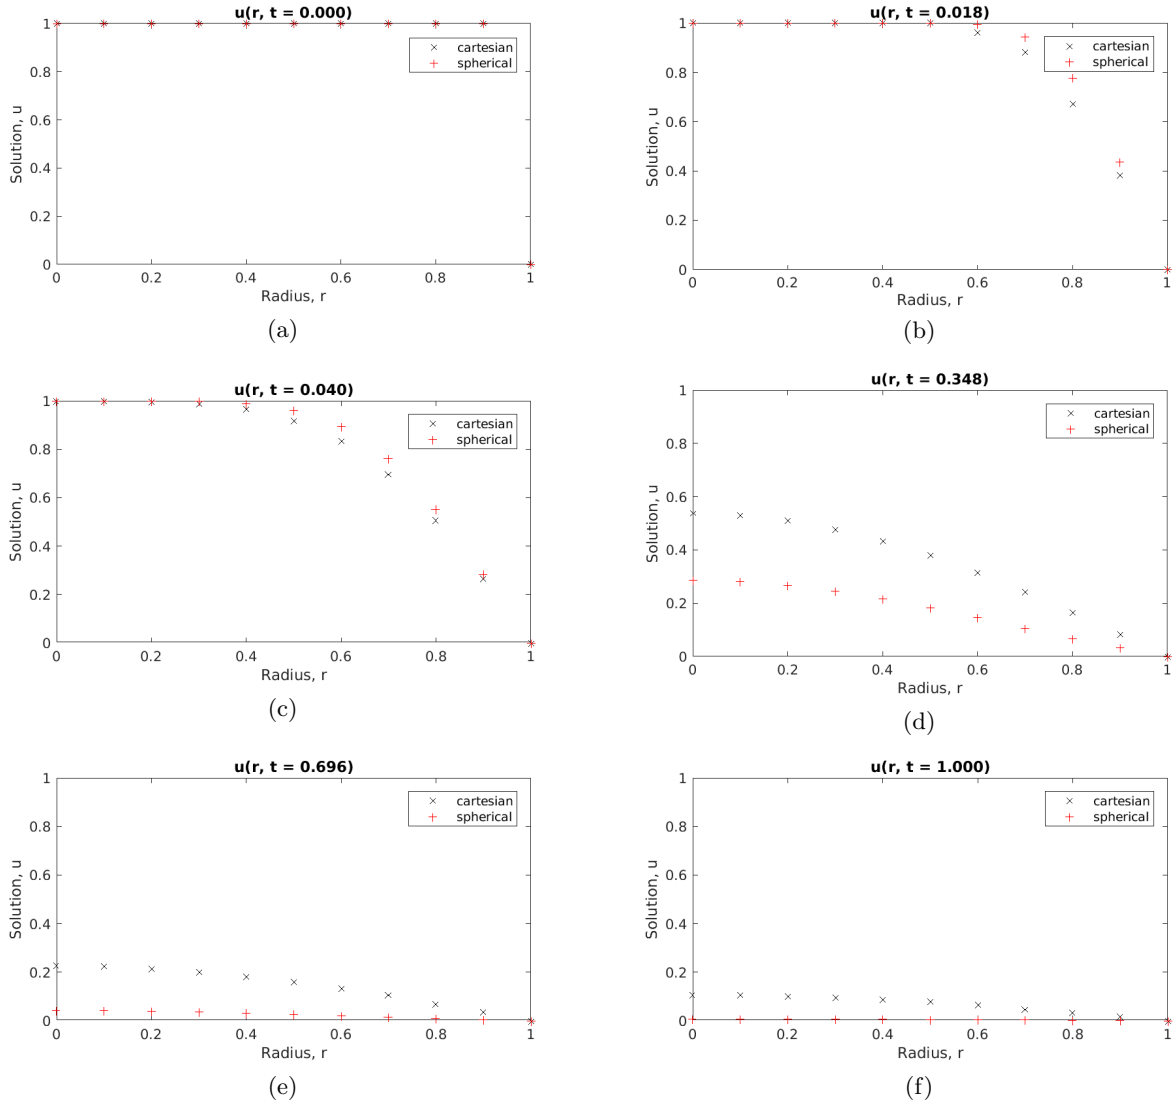 u(r, t = 0.000)
1
0.8
0.6
0.4
0.2
0
Solution, u
cartesian
spherical
0 0.2 0.4 0.6 0.8 1
Radius, r
(a)
u(r, t = 0.018)
1
0.8
0.6
0.4
0.2
0
Solution, u
cartesian
spherical
0 0.2 0.4 0.6 0.8 1
Radius, r
(b)
u(r, t = 0.040)
1
0.8
0.6
0.4
0.2
0
Solution, u
cartesian
spherical
0 0.2 0.4 0.6 0.8 1
Radius, r
(c)
u(r, t = 0.348)
1
0.8
0.6
0.4
0.2
0
Solution, u
cartesian
spherical
0 0.2 0.4 0.6 0.8 1
Radius, r
(d)
u(r, t = 0.696)
1
0.8
0.6
0.4
0.2
0
Solution, u
cartesian
spherical
0 0.2 0.4 0.6 0.8 1
Radius, r
(e)
u(r, t = 1.000)
1
0.8
0.6
0.4
0.2
0
Solution, u
cartesian
spherical
0 0.2 0.4 0.6 0.8 1
Radius, r
(f)